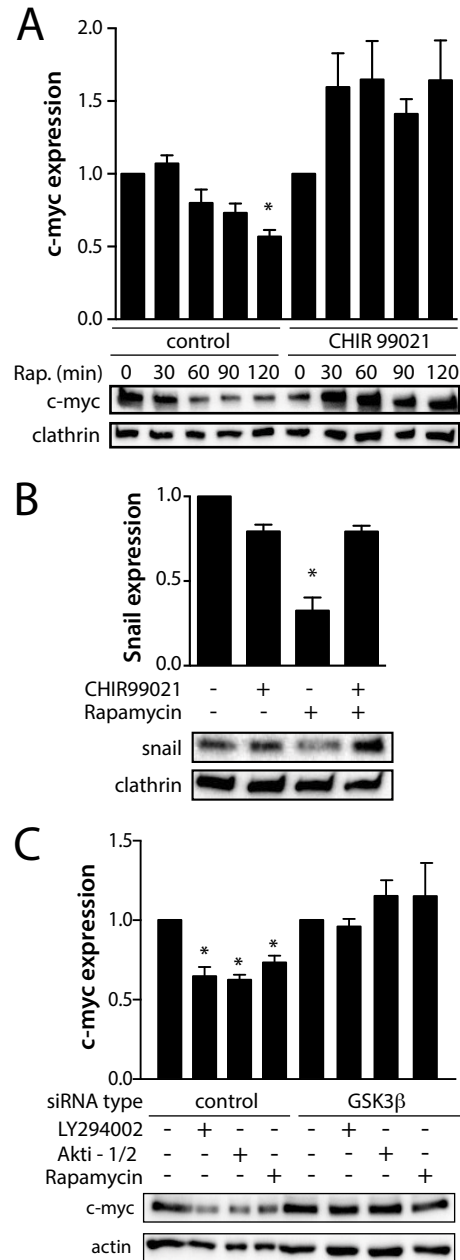 A
c-myc expression
2.0
1.5
1.0
0.5
0.0
*
control CHIR 99021
Rap. (min) 0 30 60 90 120 0 30 60 90 120
c-myc
clathrin
B
Snail expression
1.0
0.5
0.0
*
CHIR99021 - + - +
Rapamycin - - + +
snail
clathrin
C
c-myc expression
1.5
1.0
0.5
0.0
* * *
siRNA type control GSK3β
LY294002 - + - - - + - -
Akti - 1/2 - - + - - - + -
Rapamycin - - - + - - - +
c-myc
actin